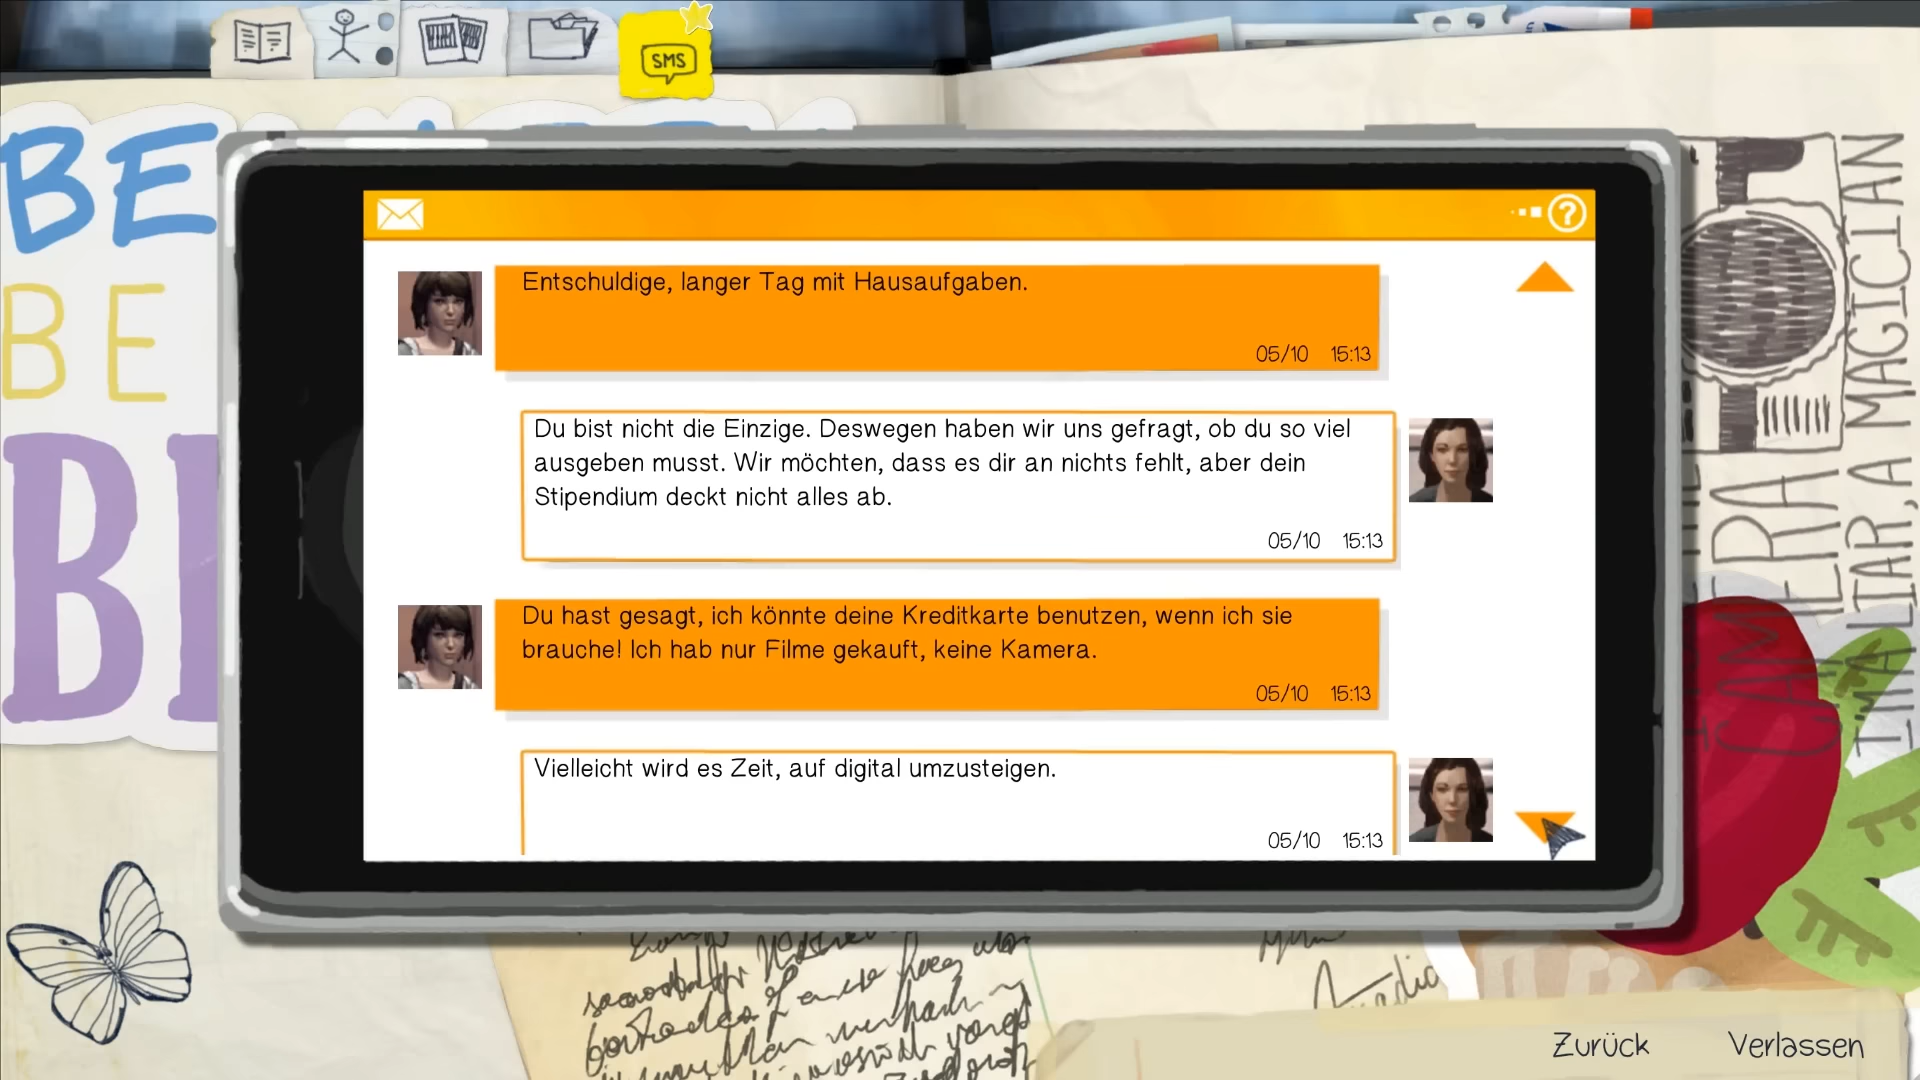 SMS
BE
BE
Entschuldige, langer Tag mit Hausaufgaben.
05/10 15:13
Du bist nicht die Einzige. Deswegen haben wir uns gefragt, ob du so viel
ausgeben musst. Wir möchten, dass es dir an nichts fehlt, aber dein
Stipendium deckt nicht alles ab.
05/10 15:13
Du hast gesagt, ich könnte deine Kreditkarte benutzen, wenn ich sie
brauche! Ich hab nur Filme gekauft, keine Kamera.
05/10 15:13
Vielleicht wird es Zeit, auf digital umzusteigen.
05/10 15:13
CAMERA
LIAR, A MAGICIAN
Zurück Verlassen